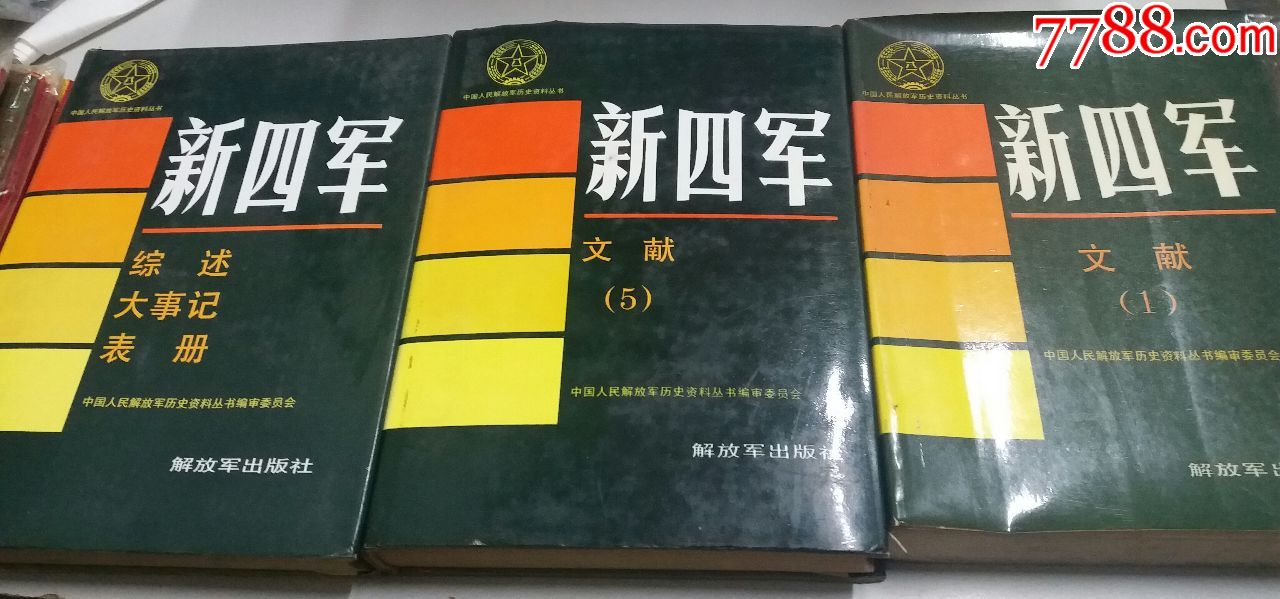 7788.com
中国人民解放军历史资料丛书
新四军
综 述
大事记
表 册
中国人民解放军历史资料丛书编审委员会
解放军出版社
中国人民解放军历史资料丛书
新四军
文 献
(5)
中国人民解放军历史资料丛书编审委员会
解放军出版社
中国人民解放军历史资料丛书
新四军
文 献
(1)
中国人民解放军历史资料丛书编审委员会
解放军出